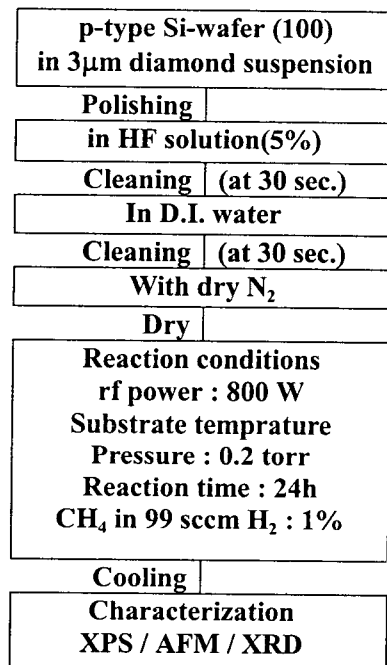 p-type Si-wafer (100)
in 3μm diamond suspension
Polishing
in HF solution(5%)
Cleaning (at 30 sec.)
In D.I. water
Cleaning (at 30 sec.)
With dry N₂
Dry
Reaction conditions
rf power : 800 W
Substrate temprature
Pressure : 0.2 torr
Reaction time : 24h
CH₄ in 99 sccm H₂ : 1%
Cooling
Characterization
XPS / AFM / XRD